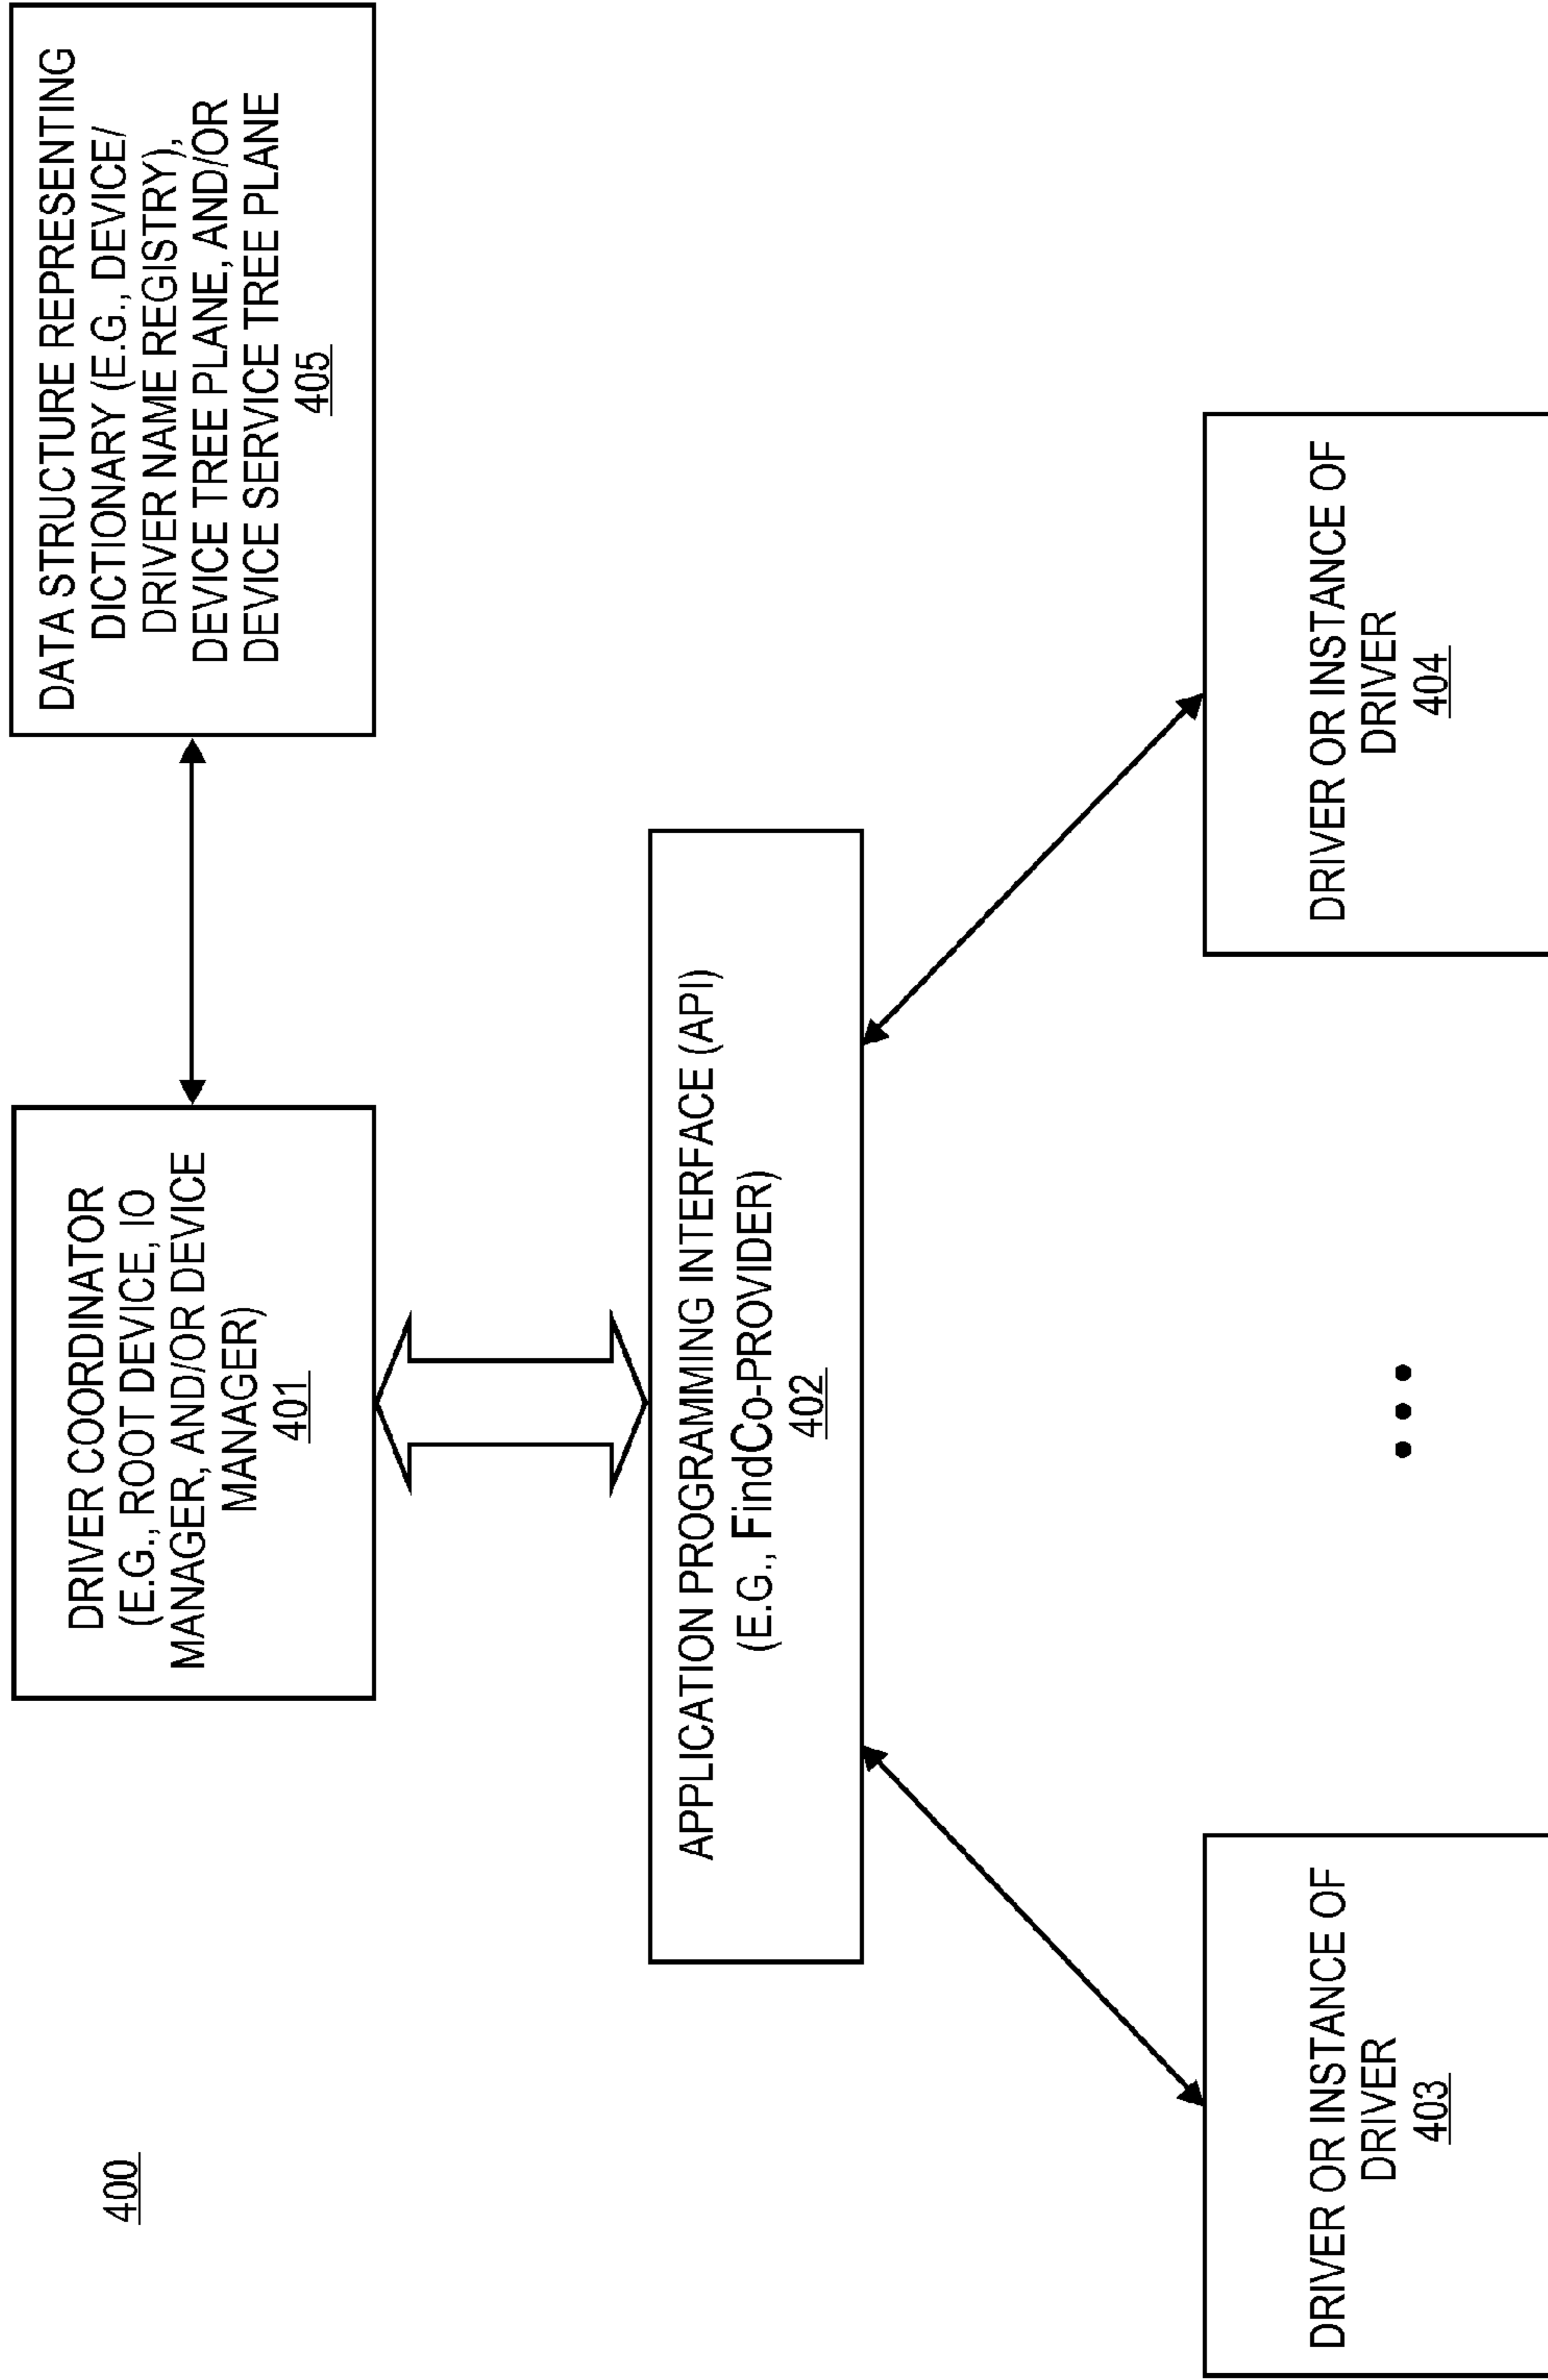 400
DRIVER COORDINATOR
(E.G., ROOT DEVICE, IO
MANAGER, AND/OR DEVICE
MANAGER)
401
DATA STRUCTURE REPRESENTING
DICTIONARY (E.G., DEVICE/
DRIVER NAME REGISTRY),
DEVICE TREE PLANE, AND/OR
DEVICE SERVICE TREE PLANE
405
APPLICATION PROGRAMMING INTERFACE (API)
(E.G., FindCo-PROVIDER)
402
DRIVER OR INSTANCE OF
DRIVER
403
DRIVER OR INSTANCE OF
DRIVER
404